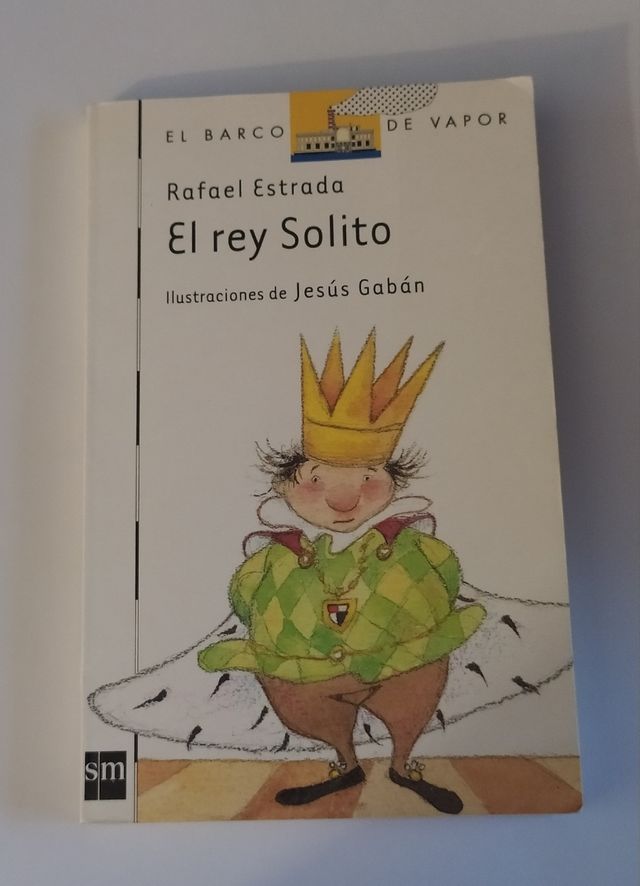 EL BARCO DE VAPOR
Rafael Estrada
El rey Solito
Ilustraciones de Jesús Gabán
sm